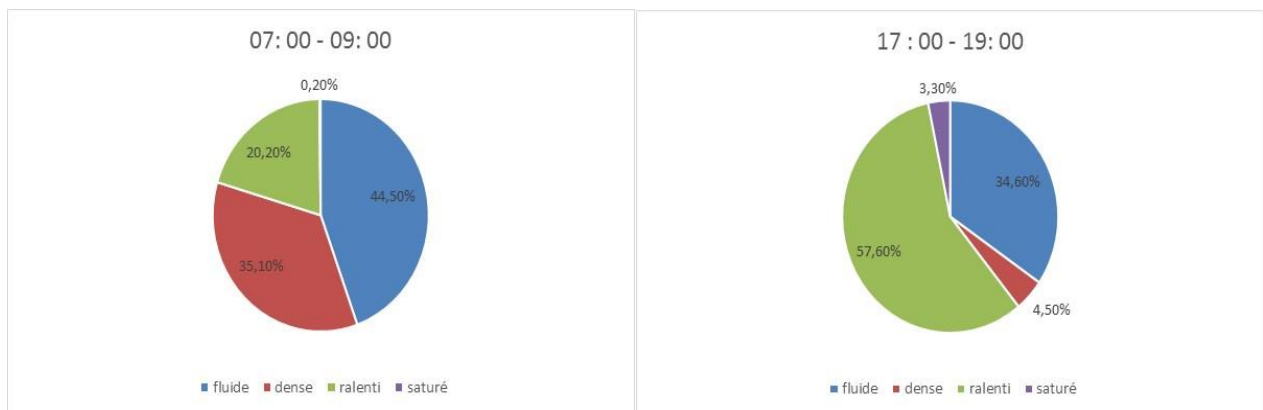 07: 00 - 09: 00
0,20%
20,20%
44,50%
35,10%
fluide dense ralenti saturé
17 : 00 - 19: 00
3,30%
34,60%
57,60%
4,50%
fluide dense ralenti saturé